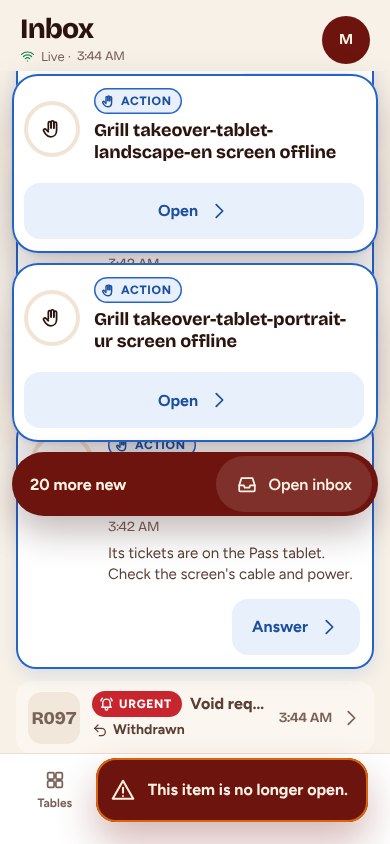 Inbox
Live · 3:44 AM
M
ACTION
Grill takeover-tablet-
landscape-en screen offline
Open
3:42 AM
ACTION
Grill takeover-tablet-portrait-
ur screen offline
Open
ACTION
20 more new
Open inbox
3:42 AM
Its tickets are on the Pass tablet.
Check the screen's cable and power.
Answer
R097
URGENT
Void req...
3:44 AM
Withdrawn
Tables
This item is no longer open.